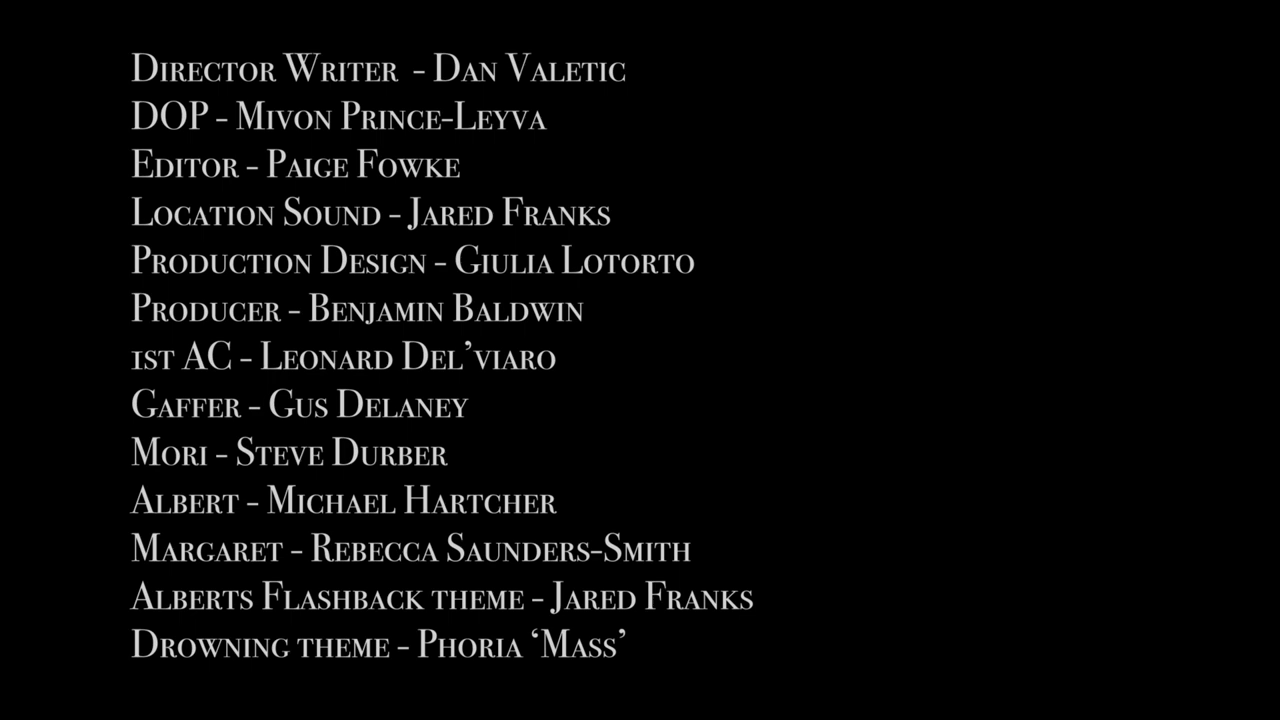 Director Writer - Dan Valetic
DOP - Mivon Prince-Leyva
Editor - Paige Fowke
Location Sound - Jared Franks
Production Design - Giulia Lotorto
Producer - Benjamin Baldwin
1st AC - Leonard Del’viaro
Gaffer - Gus Delaney
Mori - Steve Durber
Albert - Michael Hartcher
Margaret - Rebecca Saunders-Smith
Alberts Flashback theme - Jared Franks
Drowning theme - Phoria ‘Mass’